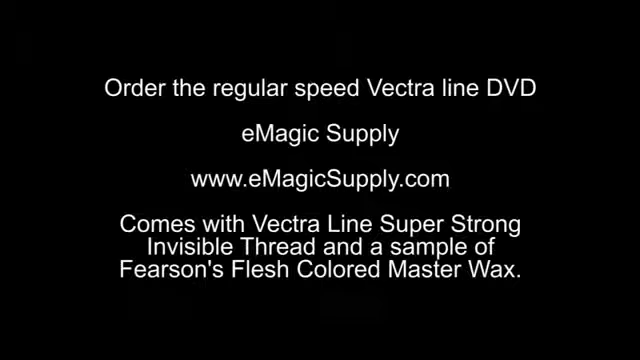 Order the regular speed Vectra line DVD
eMagic Supply
www.eMagicSupply.com
Comes with Vectra Line Super Strong
Invisible Thread and a sample of
Fearson's Flesh Colored Master Wax.